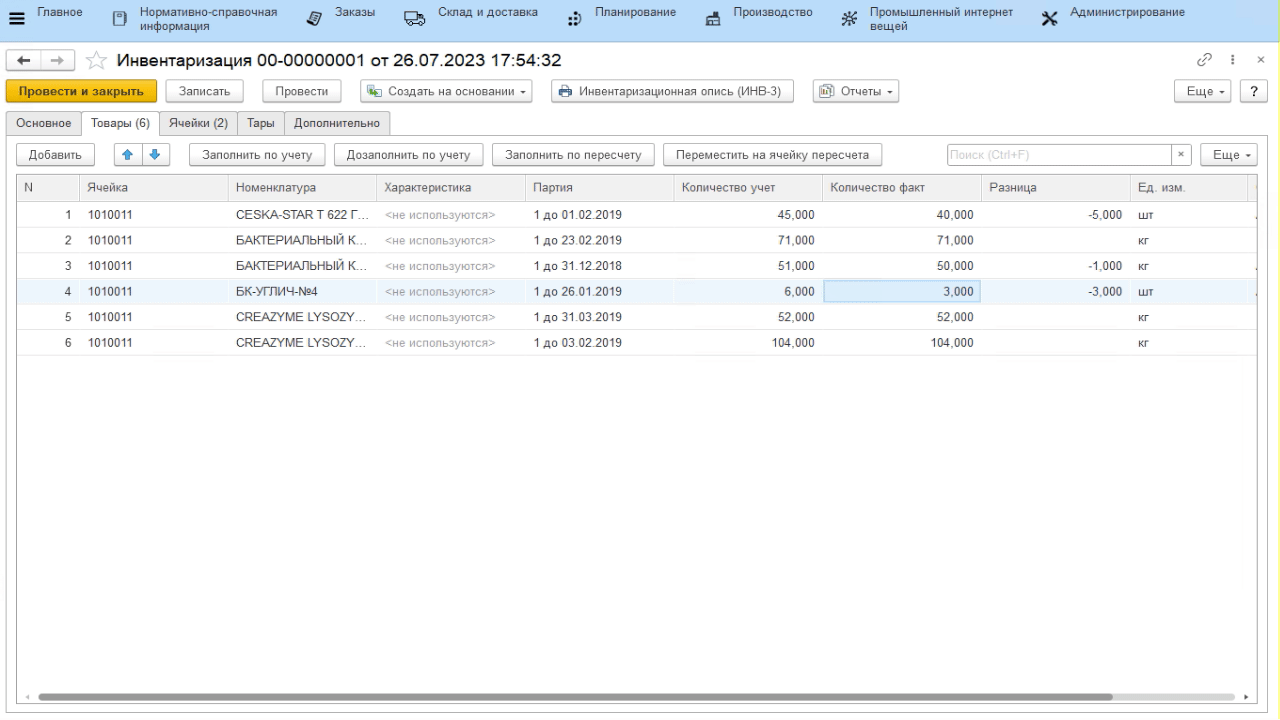 Главное
Нормативно-справочная
информация
Заказы
Склад и доставка
Планирование
Производство
Промышленный интернет
вещей
Администрирование
Инвентаризация 00-00000001 от 26.07.2023 17:54:32
Провести и закрыть Записать Провести Создать на основании Инвентаризационная опись (ИНВ-3) Отчеты Еще ?
Основное Товары (6) Ячейки (2) Тары Дополнительно
Добавить Заполнить по учету Дозаполнить по учету Заполнить по пересчету Переместить на ячейку пересчета Поиск (Ctrl+F) × Еще
N Ячейка Номенклатура Характеристика Партия Количество учет Количество факт Разница Ед. изм.
1 1010011 CESKA-STAR T 622 Г... <не используются> 1 до 01.02.2019 45,000 40,000 -5,000 шт
2 1010011 БАКТЕРИАЛЬНЫЙ К... <не используются> 1 до 23.02.2019 71,000 71,000 кг
3 1010011 БАКТЕРИАЛЬНЫЙ К... <не используются> 1 до 31.12.2018 51,000 50,000 -1,000 кг
4 1010011 БК-УГЛИЧ-№4 <не используются> 1 до 26.01.2019 6,000 3,000 -3,000 шт
5 1010011 CREAZYME LYSOZY... <не используются> 1 до 31.03.2019 52,000 52,000 кг
6 1010011 CREAZYME LYSOZY... <не используются> 1 до 03.02.2019 104,000 104,000 кг